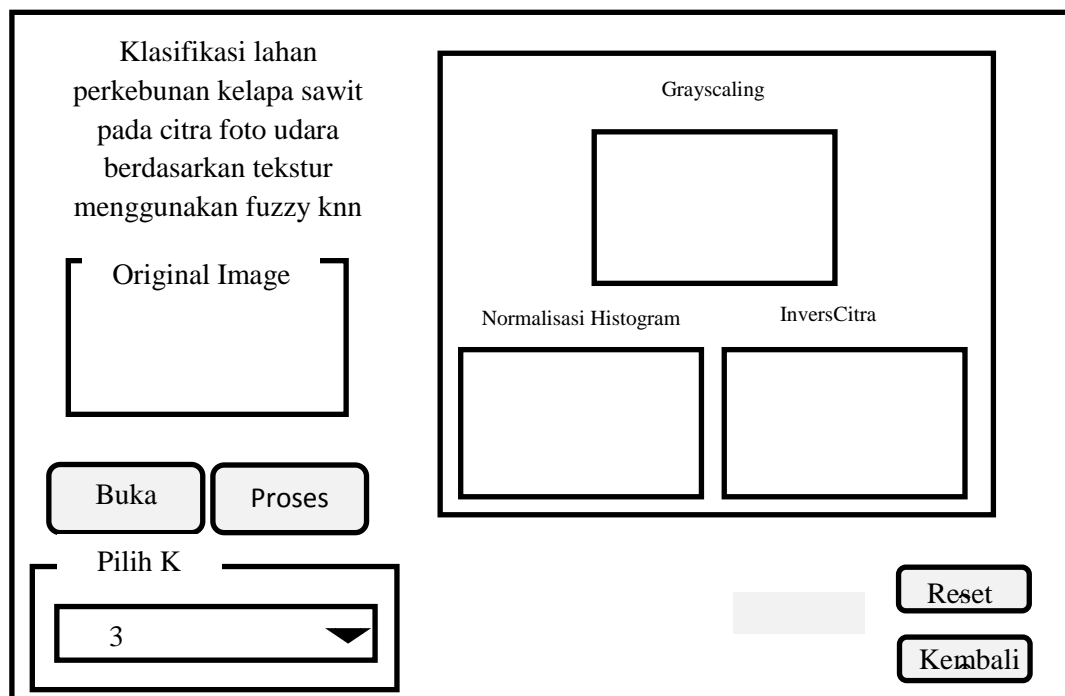 Klasifikasi lahan
perkebunan kelapa sawit
pada citra foto udara
berdasarkan tekstur
menggunakan fuzzy knn
Original Image
Buka
Proses
Pilih K
3
Grayscaling
Normalisasi Histogram
InversCitra
Reset
Kembali